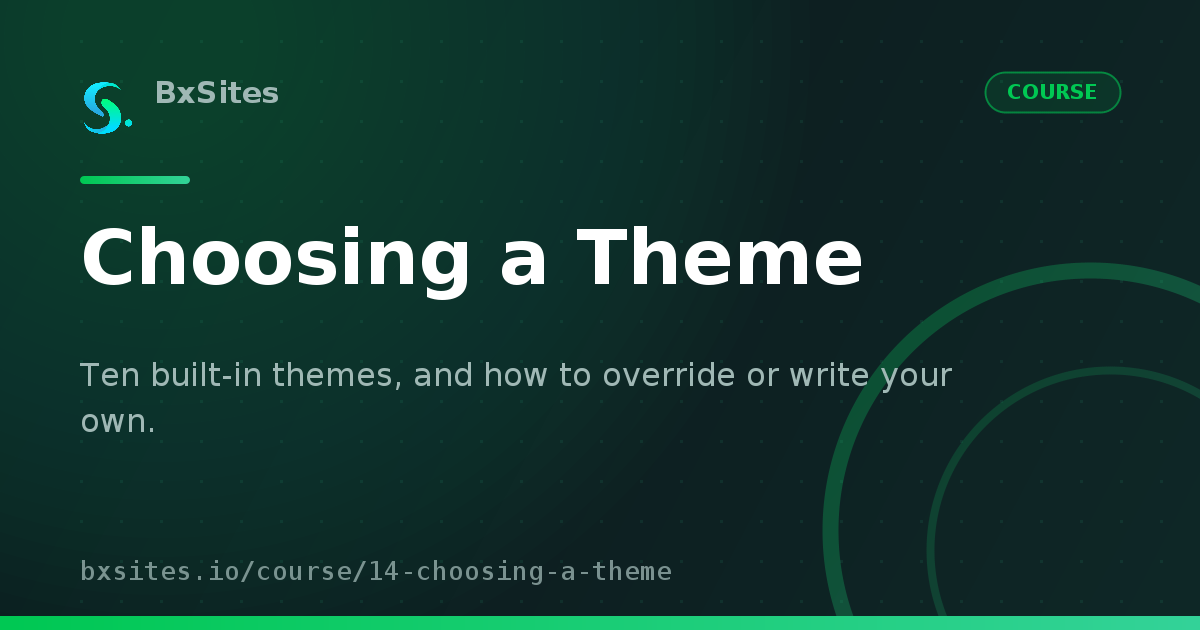 BxSites
COURSE
Choosing a Theme
Ten built-in themes, and how to override or write your
own.
bxsites.io/course/14-choosing-a-theme